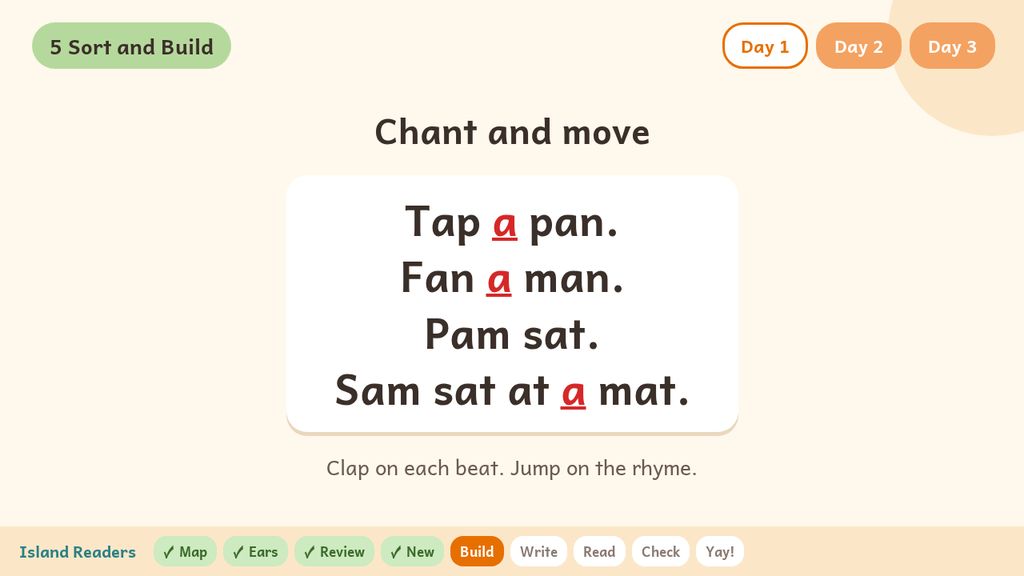 5 Sort and Build
Day 1 Day 2 Day 3
Chant and move
Tap a pan.
Fan a man.
Pam sat.
Sam sat at a mat.
Clap on each beat. Jump on the rhyme.
Island Readers ✓ Map ✓ Ears ✓ Review ✓ New Build Write Read Check Yay!